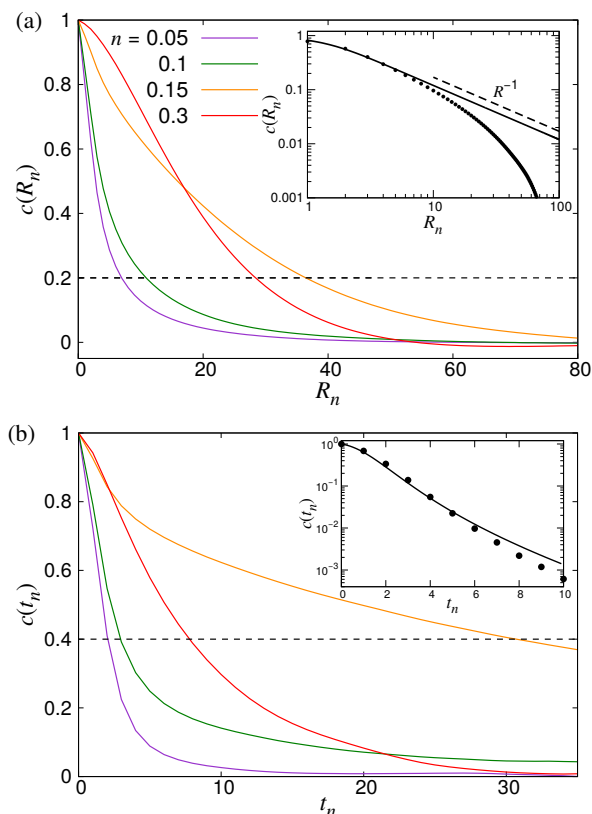 (a)
1
0.8
0.6
0.4
0.2
0
c(R_n)
n = 0.05
0.1
0.15
0.3
1
0.1
0.01
0.001
c(R_n)
R^{-1}
1 10 100
R_n
0 20 40 60 80
R_n
(b)
1
0.8
0.6
0.4
0.2
0
c(t_n)
10^0
10^{-1}
10^{-2}
10^{-3}
c(t_n)
0 2 4 6 8 10
t_n
0 10 20 30
t_n